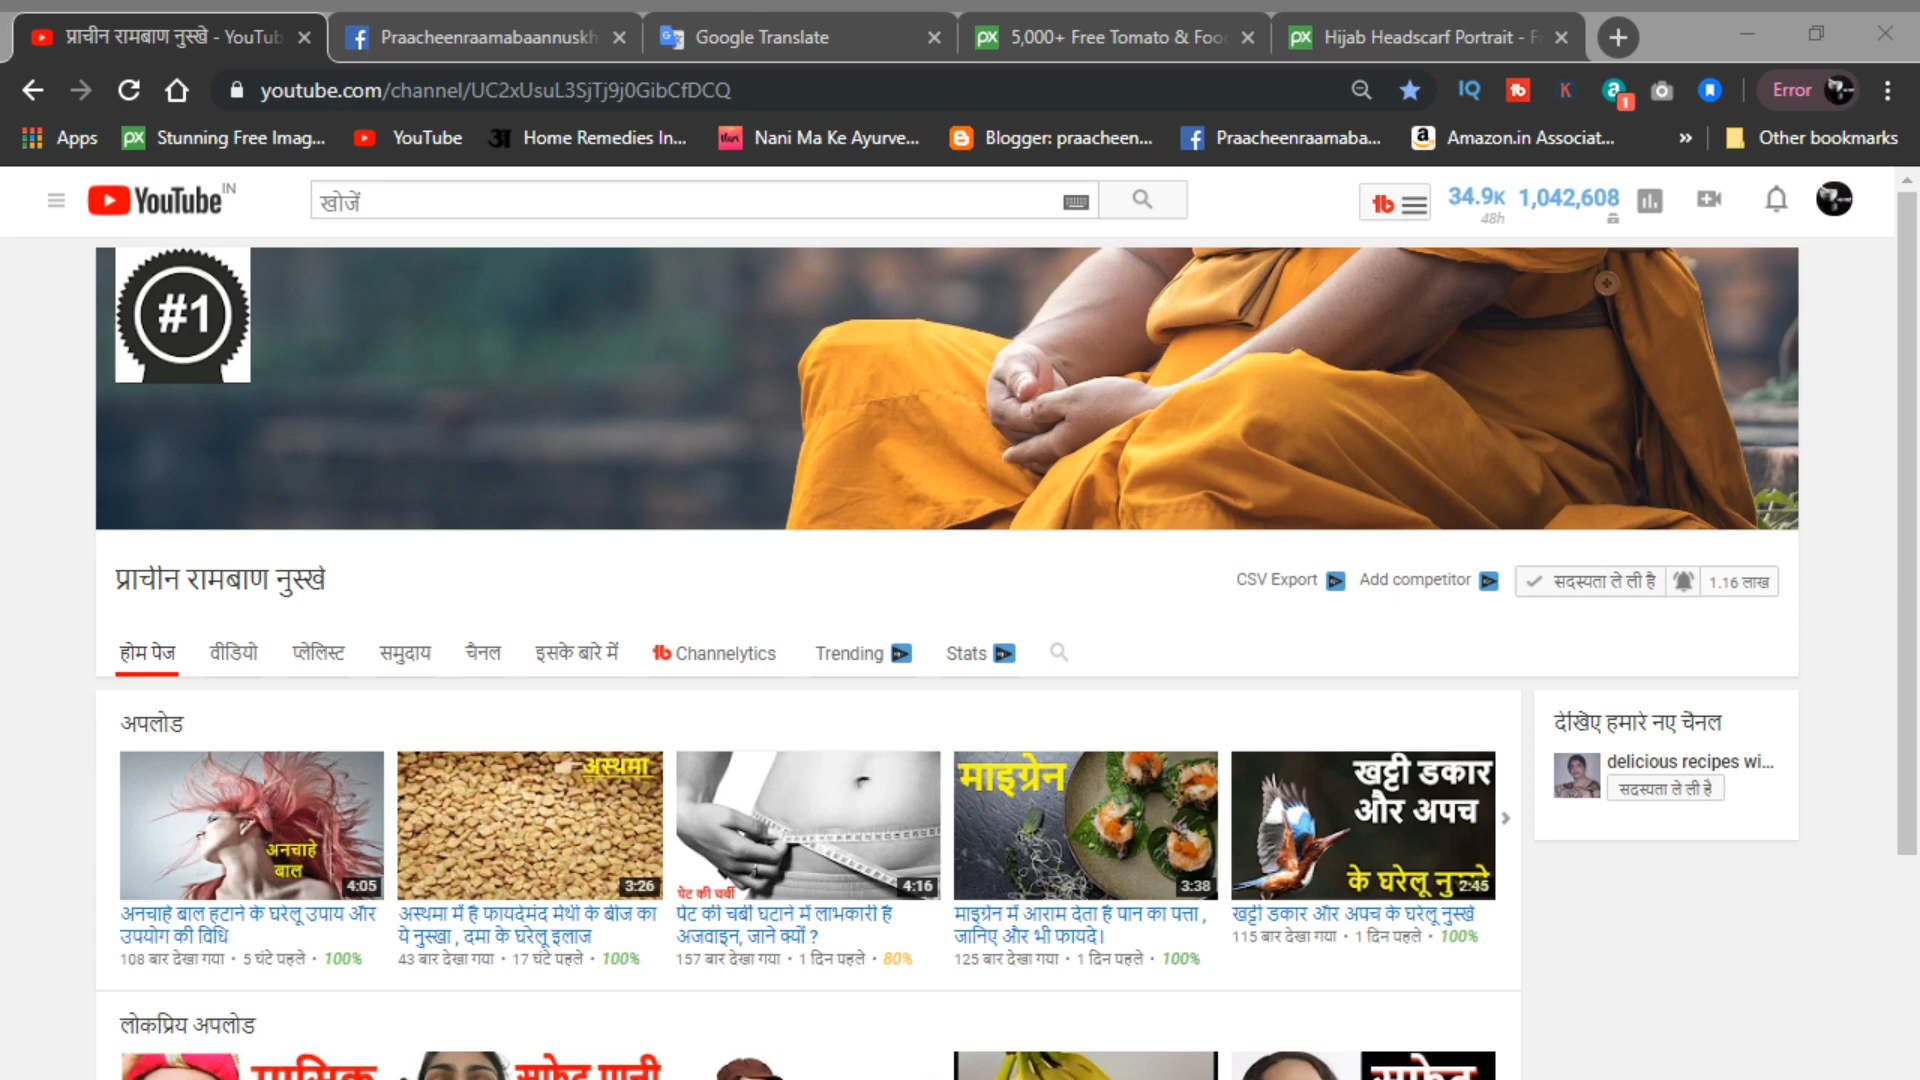 प्राचीन रामबाण नुस्खे - YouTub
Praacheenraamabaannuskh
Google Translate
5,000+ Free Tomato & Foo
Hijab Headscarf Portrait - F
youtube.com/channel/UC2xUsuL3SjTj9j0GibCfDCQ
IQ
K
1
Error
Apps
px Stunning Free Imag...
YouTube
Home Remedies In...
Nani Ma Ke Ayurve...
Blogger: praacheen...
Praacheenraamaba...
Amazon.in Associat...
»
Other bookmarks
YouTube IN
खोजें
34.9K
48h
1,042,608
#1
प्राचीन रामबाण नुस्खे
CSV Export
Add competitor
सदस्यता ले ली है
1.16 लाख
होम पेज
वीडियो
प्लेलिस्ट
समुदाय
चैनल
इसके बारे में
Channelytics
Trending
Stats
अपलोड
देखिए हमारे नए चैनल
delicious recipes wi...
सदस्यता ले ली है
अनचाहे
बाल
4:05
अस्थमा
3:26
पेट की चर्बी
4:16
माइग्रेन
3:38
खट्टी डकार
और अपच
के घरेलू
2:45
अनचाहे बाल हटाने के घरेलू उपाय और
उपयोग की विधि
108 बार देखा गया • 5 घंटे पहले • 100%
अस्थमा में है फायदेमंद मेथी के बीज का
ये नुस्खा , दमा के घरेलू इलाज
43 बार देखा गया • 17 घंटे पहले • 100%
पेट की चर्बी घटाने में लाभकारी है
अजवाइन, जाने क्यों ?
157 बार देखा गया • 1 दिन पहले • 80%
माइग्रेन में आराम देता है पान का पत्ता ,
जानिए और भी फायदे।
125 बार देखा गया • 1 दिन पहले • 100%
खट्टी डकार और अपच के घरेलू नुस्खे
115 बार देखा गया • 1 दिन पहले • 100%
लोकप्रिय अपलोड
मासिक
सफेद पानी
सफेद